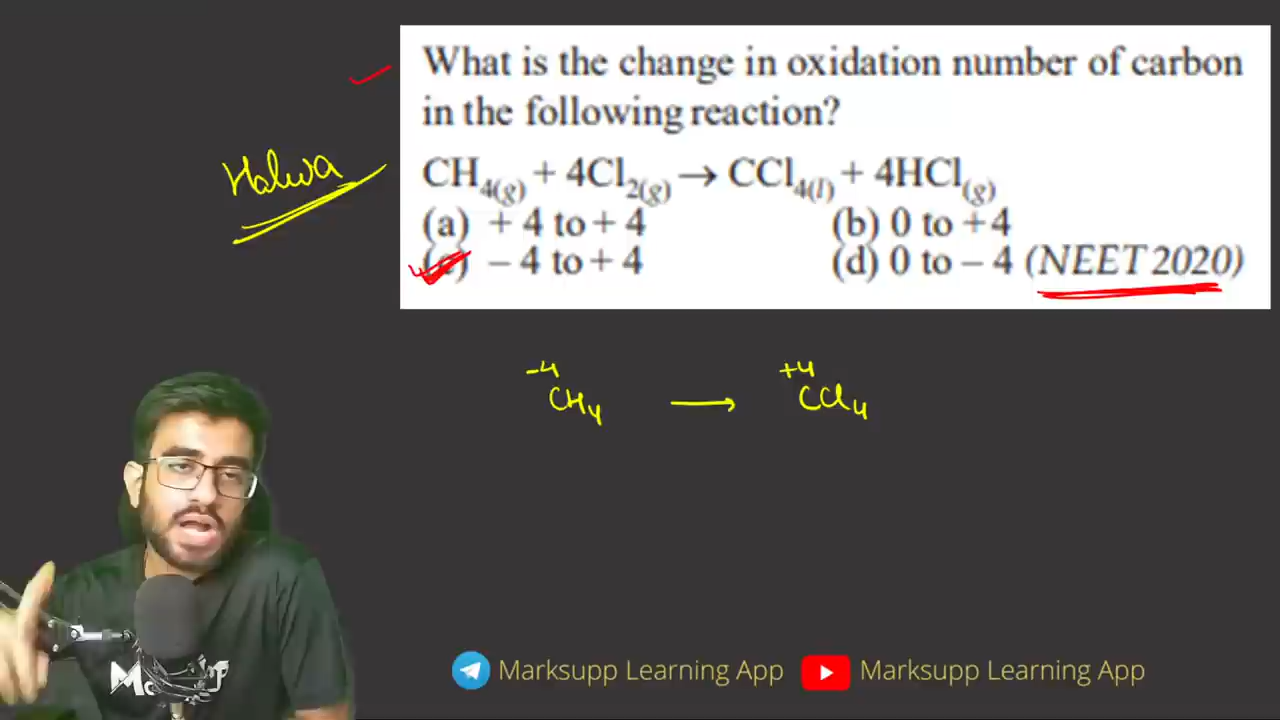 What is the change in oxidation number of carbon
in the following reaction?
Halwa
CH4(g) + 4Cl2(g) → CCl4(l) + 4HCl(g)
(a) + 4 to + 4 (b) 0 to +4
(c) – 4 to + 4 (d) 0 to – 4 (NEET 2020)
-4 +4
CH4 → CCl4
Marksupp Learning App Marksupp Learning App